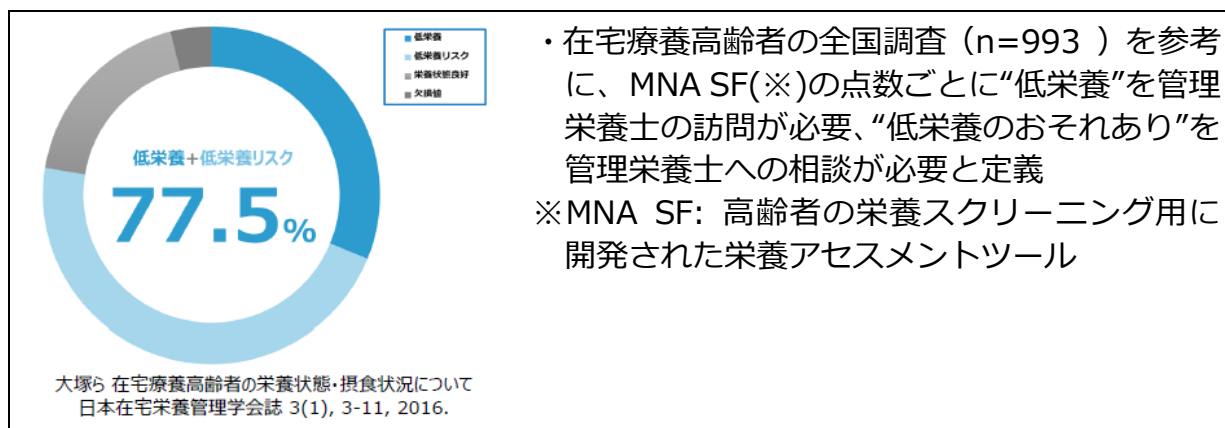 低栄養
低栄養リスク
栄養状態良好
欠損値
低栄養+低栄養リスク
77.5%
大塚ら 在宅療養高齢者の栄養状態・摂食状況について
日本在宅栄養管理学会誌 3(1), 3-11, 2016.
・在宅療養高齢者の全国調査（n=993 ）を参考
に、MNA SF(※)の点数ごとに“低栄養”を管理
栄養士の訪問が必要、“低栄養のおそれあり”を
管理栄養士への相談が必要と定義
※MNA SF: 高齢者の栄養スクリーニング用に
開発された栄養アセスメントツール